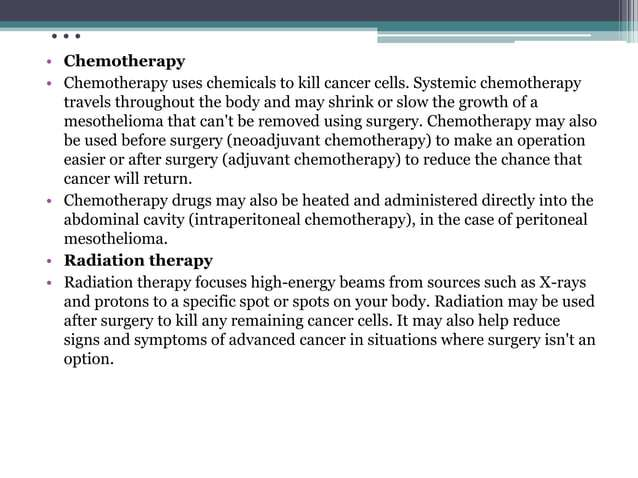 ...
• Chemotherapy
• Chemotherapy uses chemicals to kill cancer cells. Systemic chemotherapy
travels throughout the body and may shrink or slow the growth of a
mesothelioma that can't be removed using surgery. Chemotherapy may also
be used before surgery (neoadjuvant chemotherapy) to make an operation
easier or after surgery (adjuvant chemotherapy) to reduce the chance that
cancer will return.
• Chemotherapy drugs may also be heated and administered directly into the
abdominal cavity (intraperitoneal chemotherapy), in the case of peritoneal
mesothelioma.
• Radiation therapy
• Radiation therapy focuses high-energy beams from sources such as X-rays
and protons to a specific spot or spots on your body. Radiation may be used
after surgery to kill any remaining cancer cells. It may also help reduce
signs and symptoms of advanced cancer in situations where surgery isn't an
option.